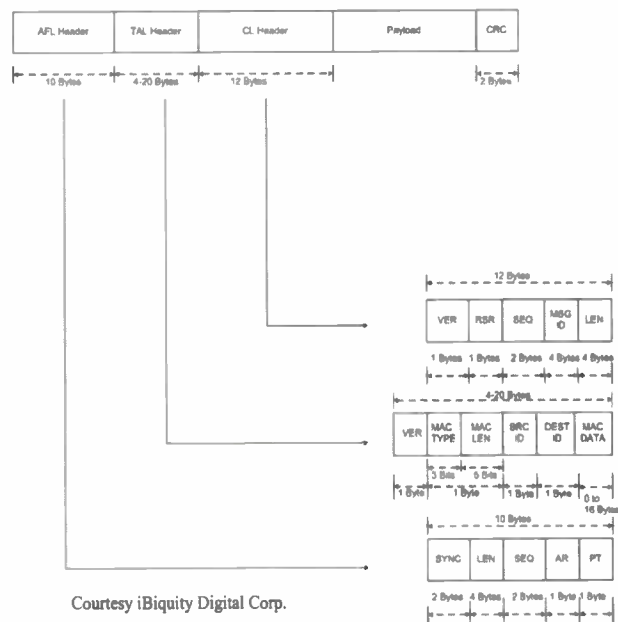 AFL Header TAL Header CL Header Payload CRC
10 Bytes 4-20 Bytes 12 Bytes 2 Bytes
12 Bytes
VER RSR SEQ MSG ID LEN
1 Bytes 1 Bytes 2 Bytes 4 Bytes 4 Bytes
4-20 Bytes
VER MAC TYPE MAC LEN SRC ID DEST ID MAC DATA
3 Bits 5 Bits
1 Byte 1 Byte 1 Byte 1 Byte 0 to 16 Bytes
10 Bytes
SYNC LEN SEQ AR PT
2 Bytes 4 Bytes 2 Bytes 1 Byte 1 Byte
Courtesy iBiquity Digital Corp.